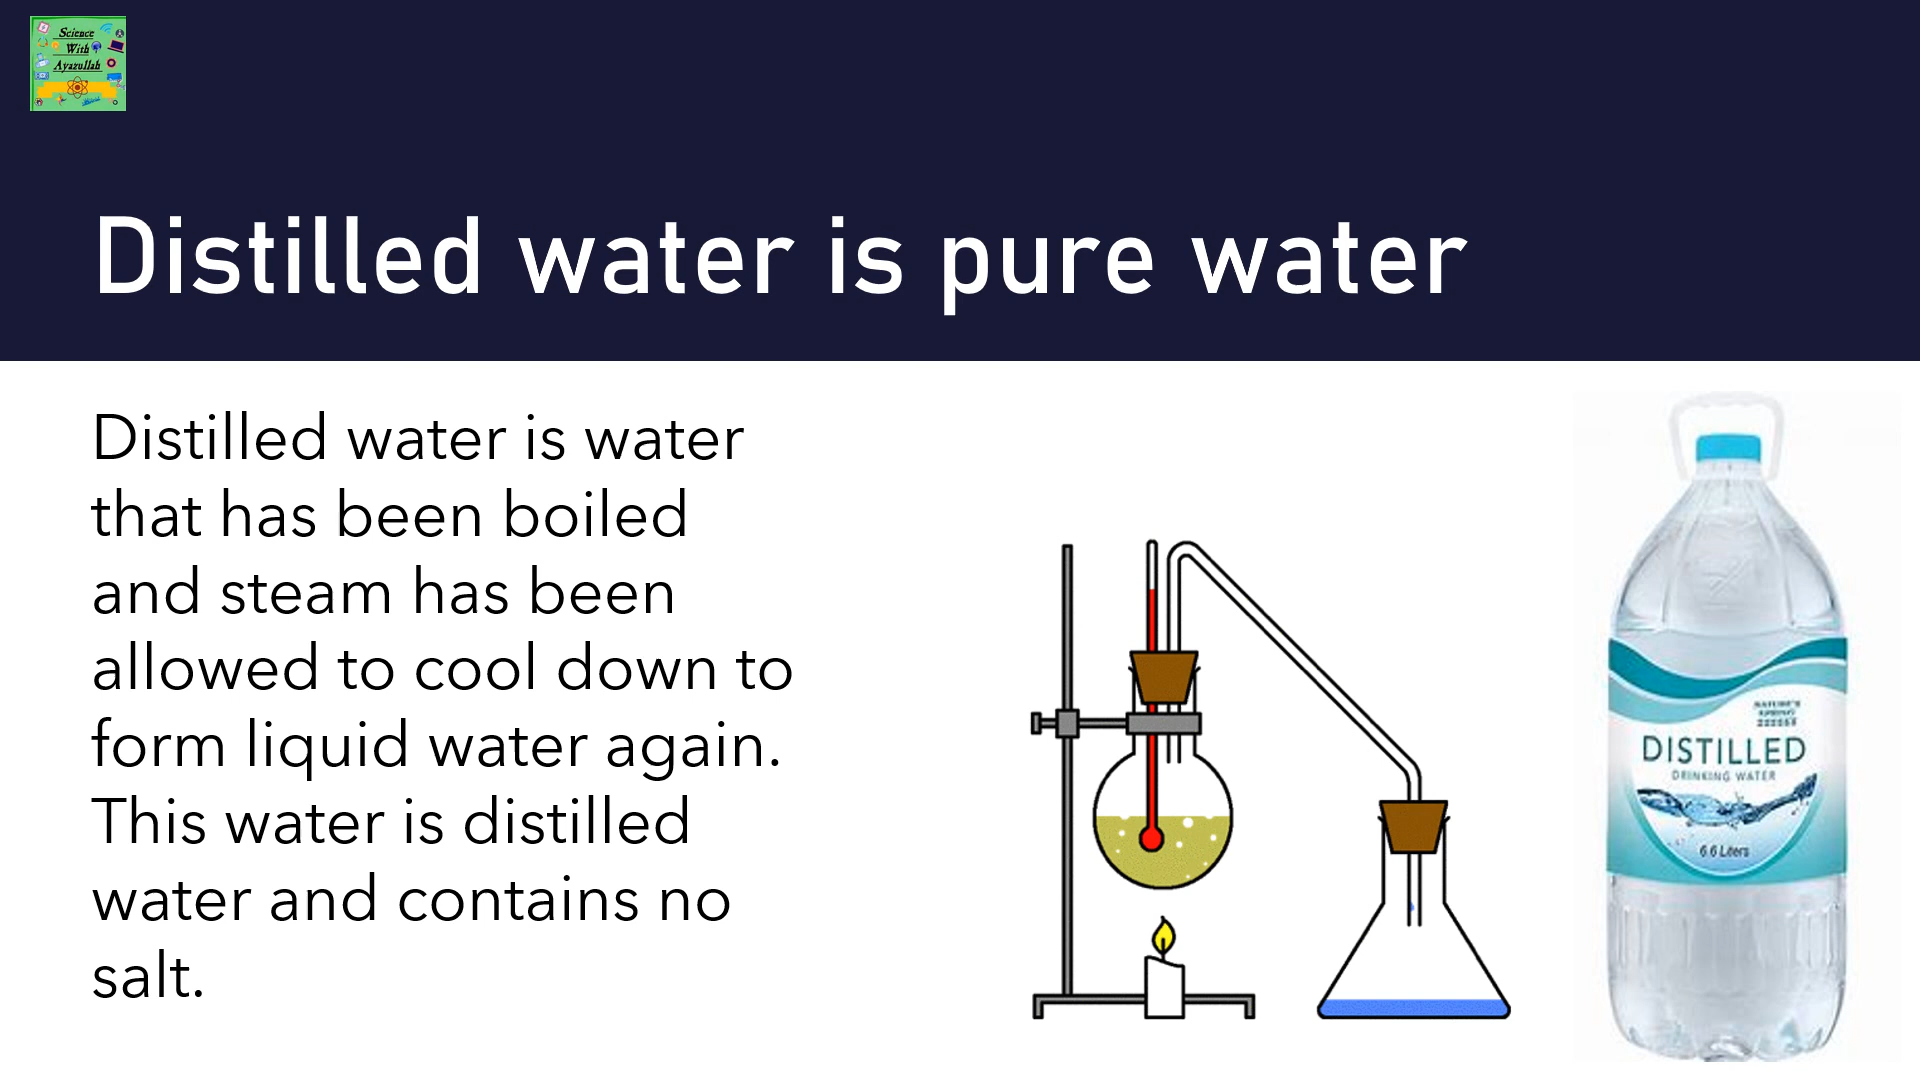 Science
With
Ayazullah
Distilled water is pure water
Distilled water is water
that has been boiled
and steam has been
allowed to cool down to
form liquid water again.
This water is distilled
water and contains no
salt.
NATURE'S
SPRING
DISTILLED
DRINKING WATER
6.6 Liters